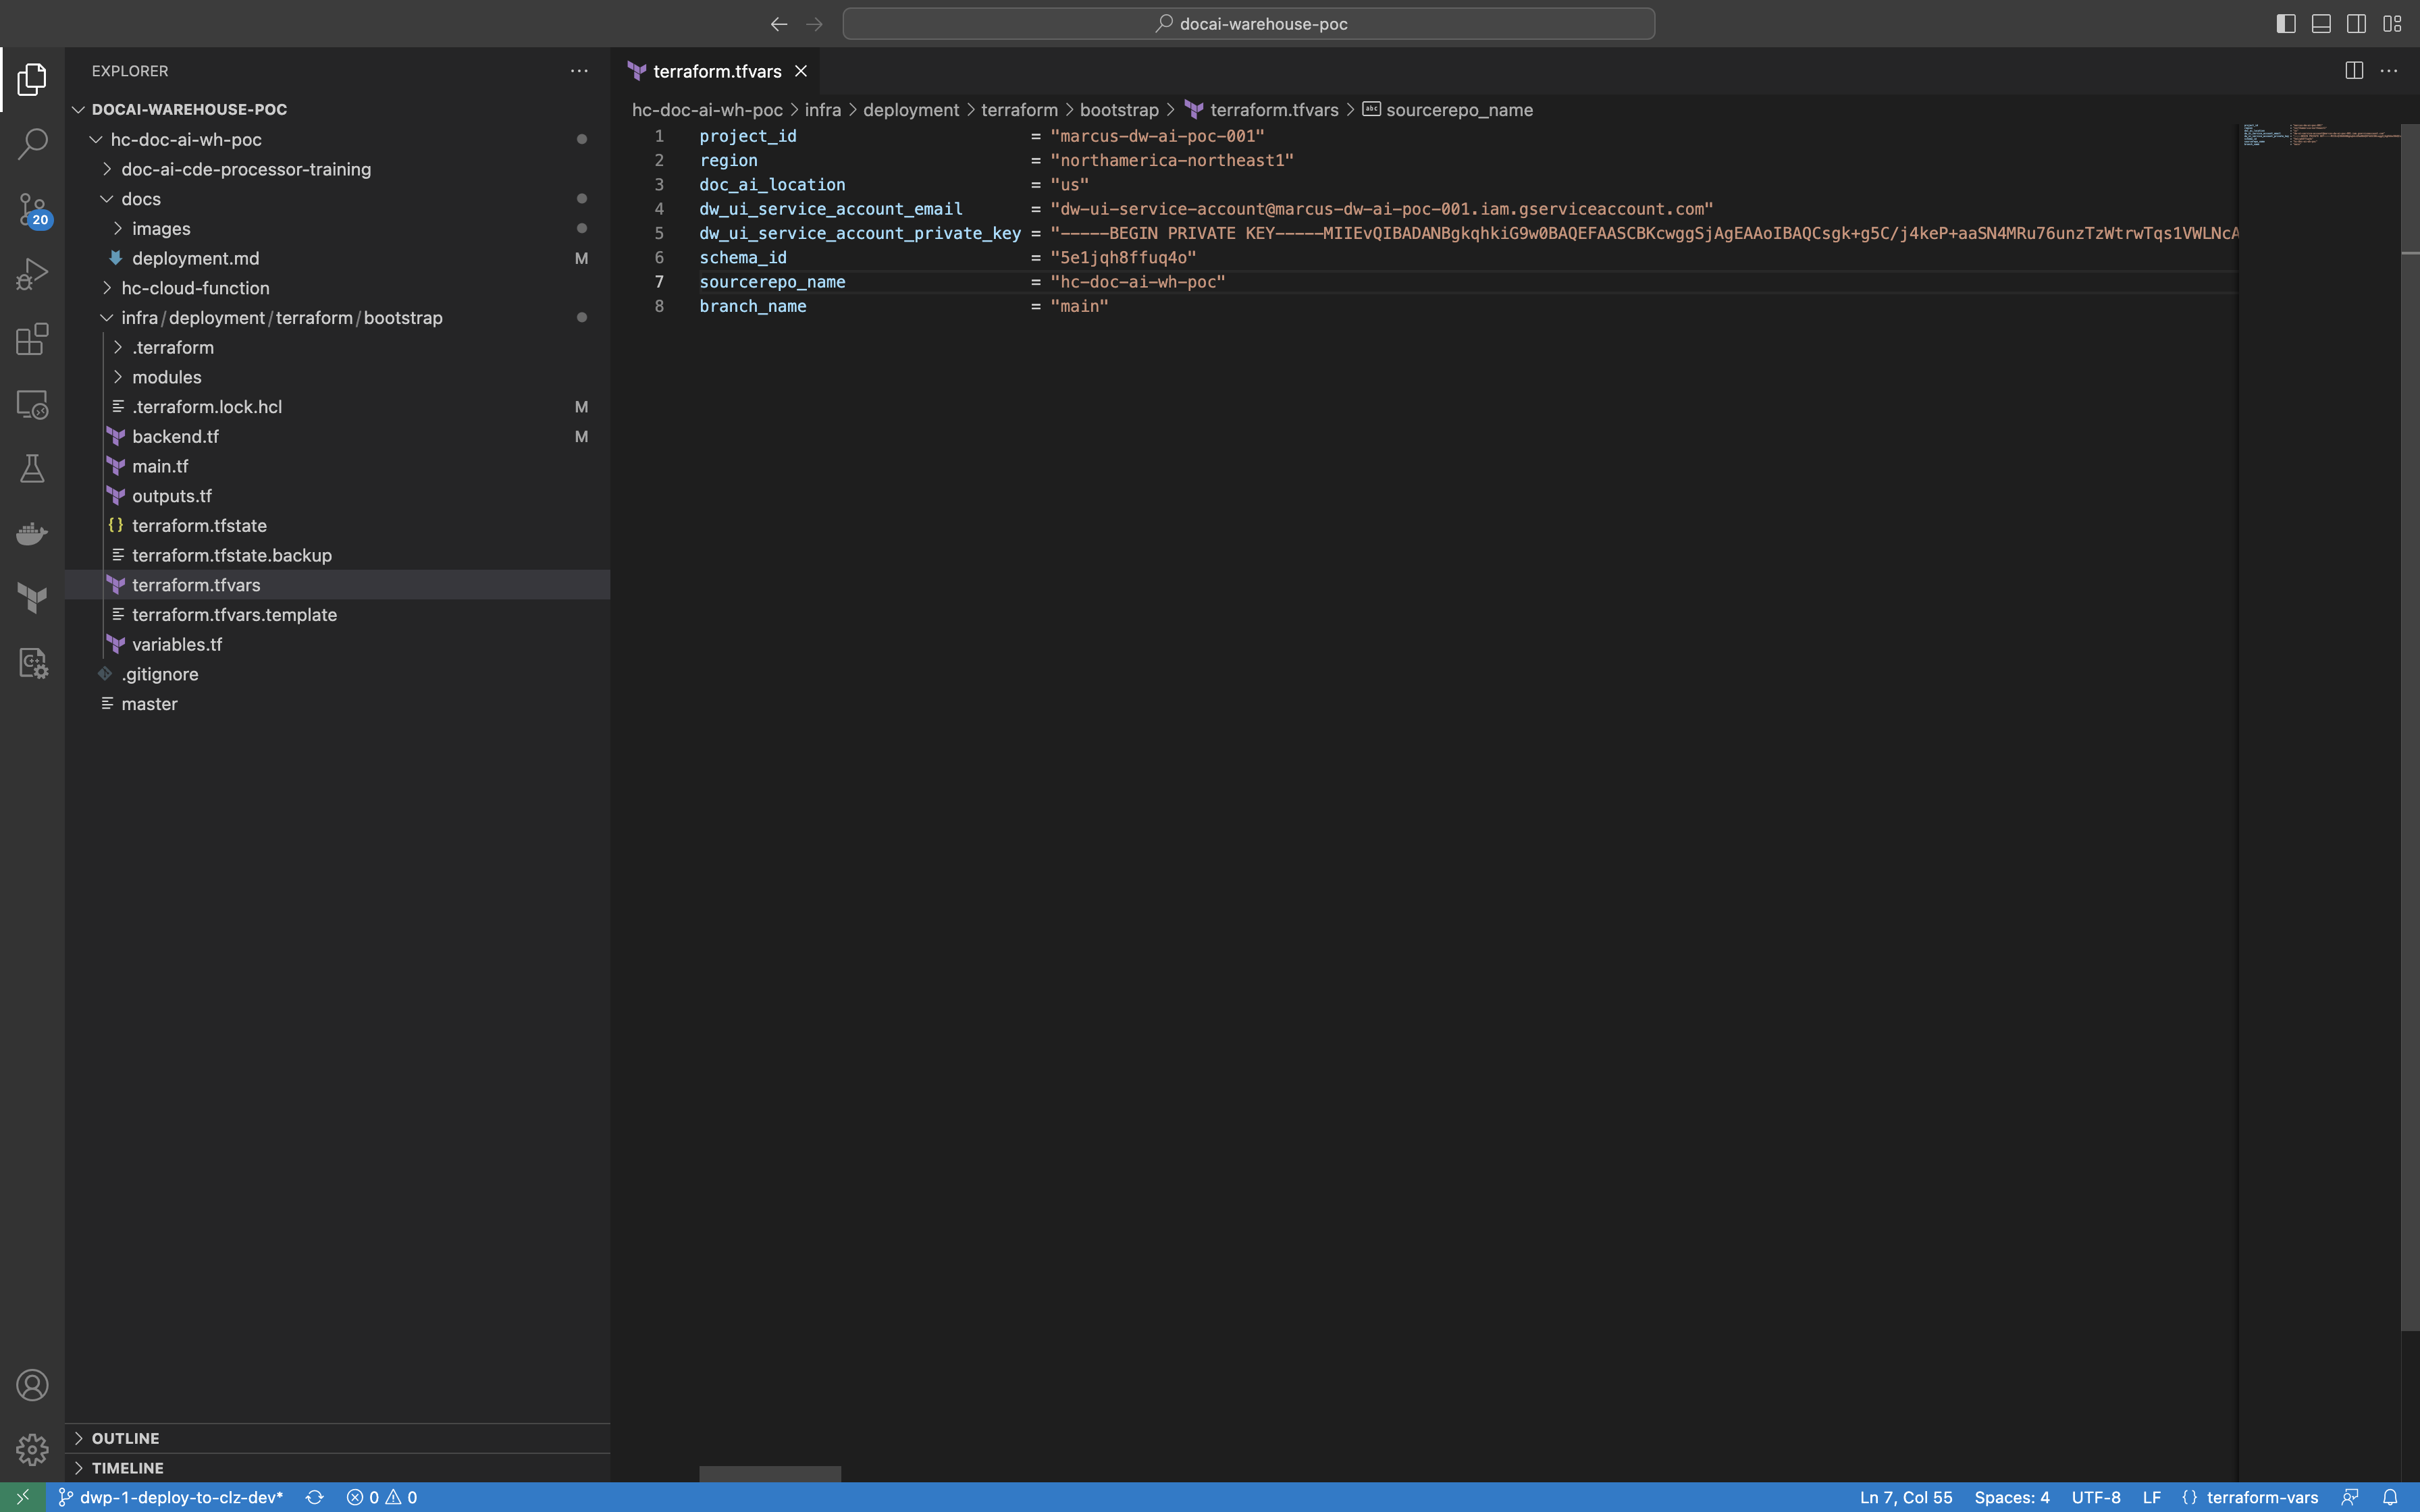 docai-warehouse-poc
EXPLORER
terraform.tfvars
DOCAI-WAREHOUSE-POC
hc-doc-ai-wh-poc > infra > deployment > terraform > bootstrap > terraform.tfvars > abc sourcerepo_name
hc-doc-ai-wh-poc
doc-ai-cde-processor-training
docs
images
deployment.md M
hc-cloud-function
infra/deployment/terraform/bootstrap
.terraform
modules
.terraform.lock.hcl M
backend.tf M
main.tf
outputs.tf
{} terraform.tfstate
terraform.tfstate.backup
terraform.tfvars
terraform.tfvars.template
variables.tf
.gitignore
master
20
C++
1 project_id = "marcus-dw-ai-poc-001"
2 region = "northamerica-northeast1"
3 doc_ai_location = "us"
4 dw_ui_service_account_email = "dw-ui-service-account@marcus-dw-ai-poc-001.iam.gserviceaccount.com"
5 dw_ui_service_account_private_key = "-----BEGIN PRIVATE KEY-----
6 schema_id = "5e1jqh8ffuq4o"
7 sourcerepo_name = "hc-doc-ai-wh-poc"
8 branch_name = "main"
OUTLINE
TIMELINE
dwp-1-deploy-to-clz-dev* 0 0 Ln 7, Col 55 Spaces: 4 UTF-8 LF {} terraform-vars